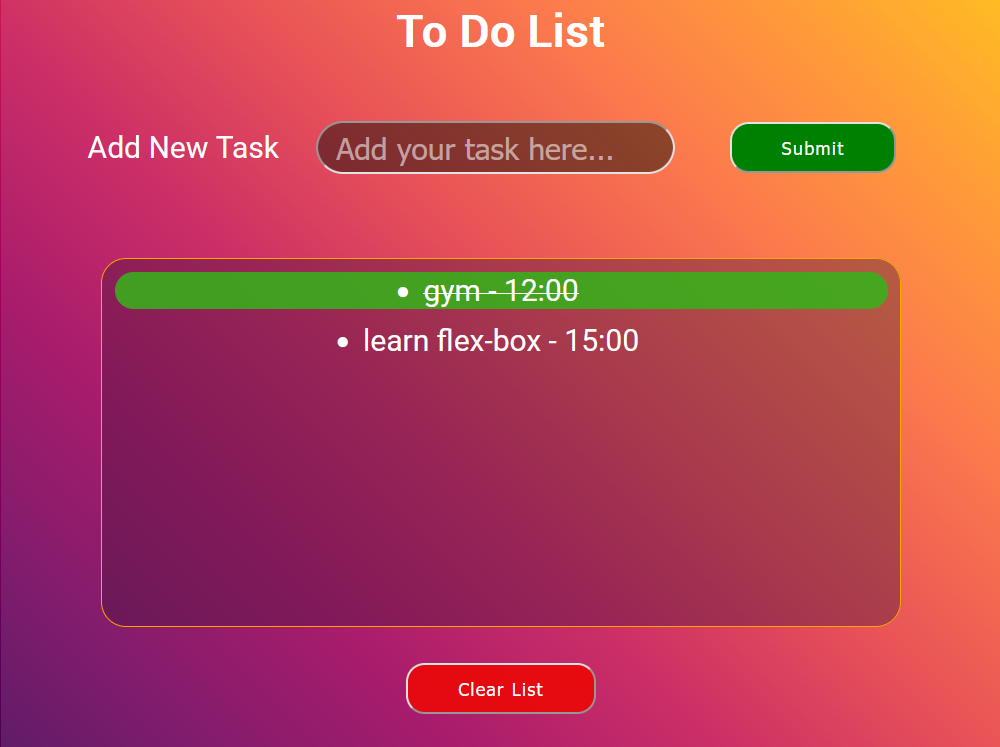 To Do List
Add New Task
Add your task here...
Submit
• gym - 12:00
• learn flex-box - 15:00
Clear List